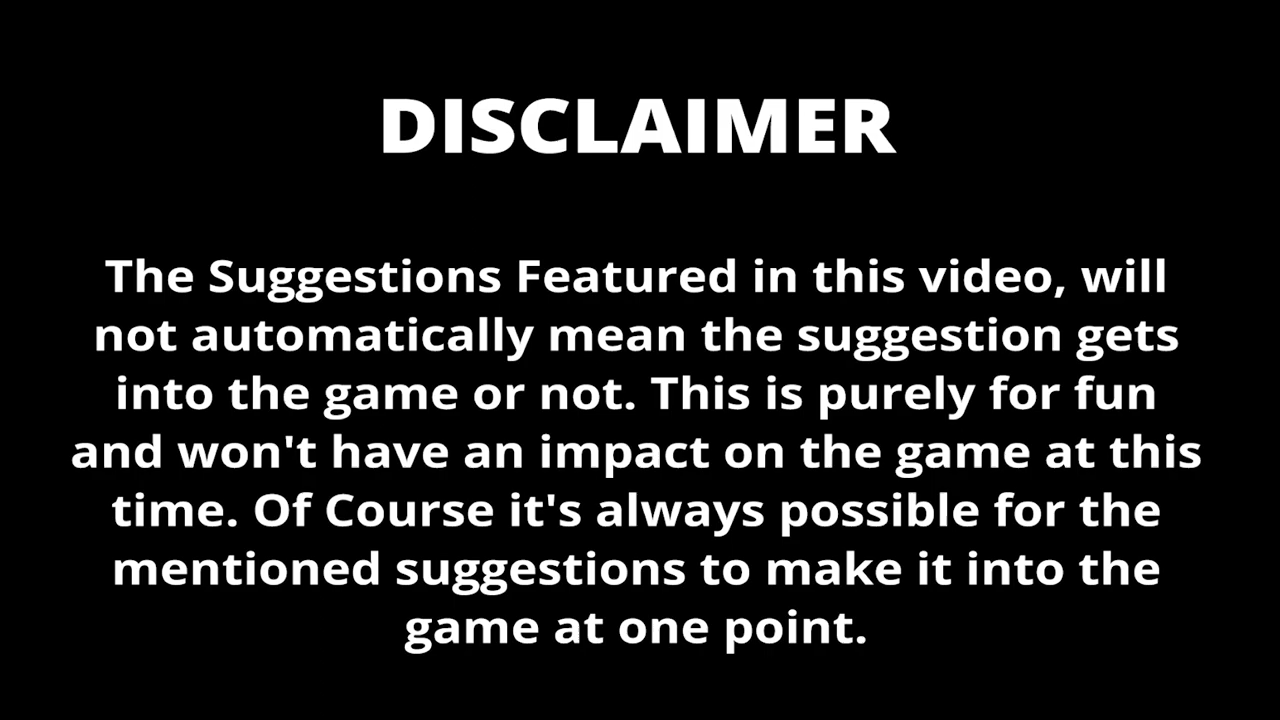 DISCLAIMER
The Suggestions Featured in this video, will
not automatically mean the suggestion gets
into the game or not. This is purely for fun
and won't have an impact on the game at this
time. Of Course it's always possible for the
mentioned suggestions to make it into the
game at one point.